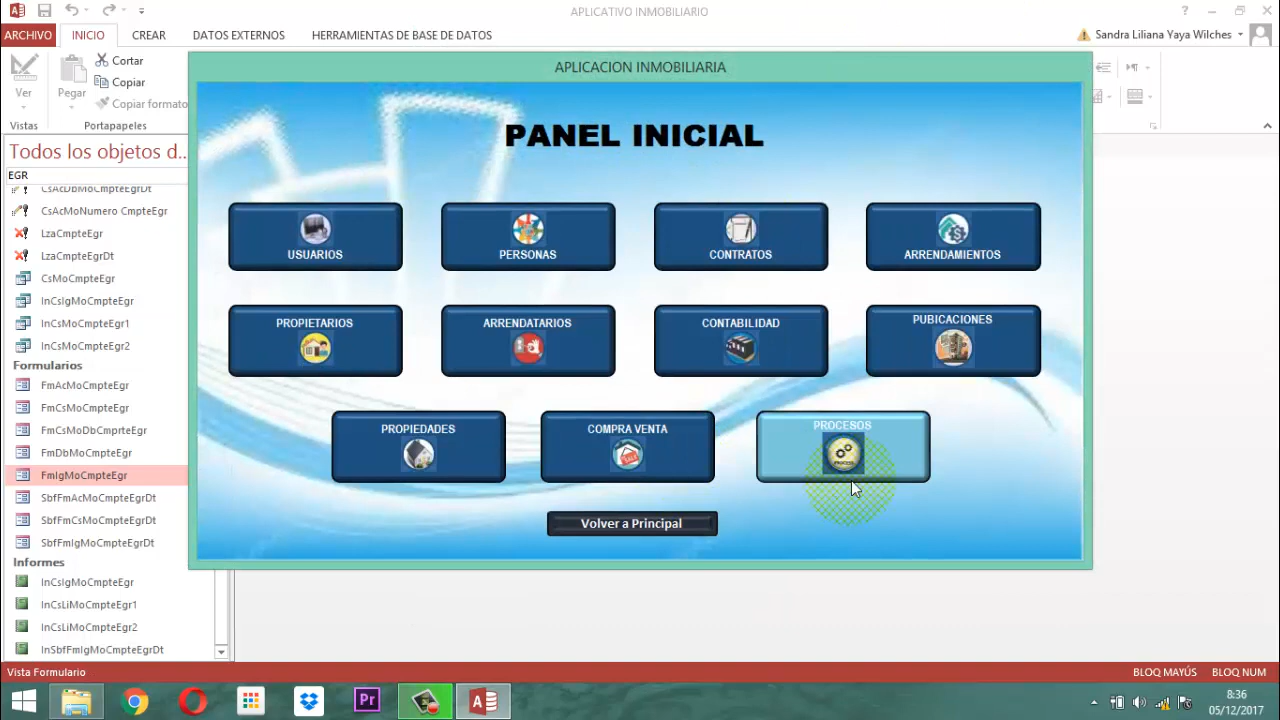 APLICATIVO INMOBILIARIO
ARCHIVO INICIO CREAR DATOS EXTERNOS HERRAMIENTAS DE BASE DE DATOS
Sandra Liliana Yaya Wilches
Ver
Pegar
Cortar
Copiar
Copiar formato
Vistas
Portapapeles
Todos los objetos d...
EGR
CsAcDbMoCmpteEgrDt
CsAcMoNumero CmpteEgr
LzaCmpteEgr
LzaCmpteEgrDt
CsMoCmpteEgr
InCsIgMoCmpteEgr
InCsMoCmpteEgr1
InCsMoCmpteEgr2
Formularios
FmAcMoCmpteEgr
FmCsMoCmpteEgr
FmCsMoDbCmpteEgr
FmDbMoCmpteEgr
FmIgMoCmpteEgr
SbfFmAcMoCmpteEgrDt
SbfFmCsMoCmpteEgrDt
SbfFmIgMoCmpteEgrDt
Informes
InCsIgMoCmpteEgr
InCsLiMoCmpteEgr1
InCsLiMoCmpteEgr2
InSbfFmIgMoCmpteEgrDt
APLICACION INMOBILIARIA
PANEL INICIAL
USUARIOS
PERSONAS
CONTRATOS
ARRENDAMIENTOS
PROPIETARIOS
ARRENDATARIOS
CONTABILIDAD
PUBICACIONES
PROPIEDADES
COMPRA VENTA
PROCESOS
Volver a Principal
Vista Formulario
BLOQ MAYÚS BLOQ NUM
Pr
8:36
05/12/2017